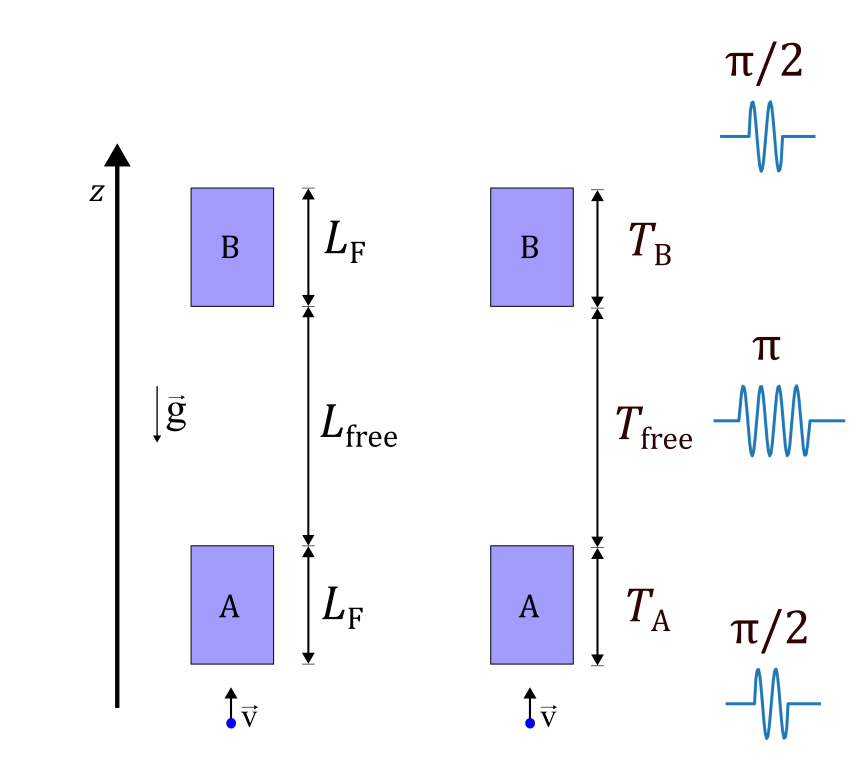 π/2
z
B
L_F
B
T_B
g⃗
L_free
T_free
π
A
L_F
A
T_A
π/2
v⃗
v⃗